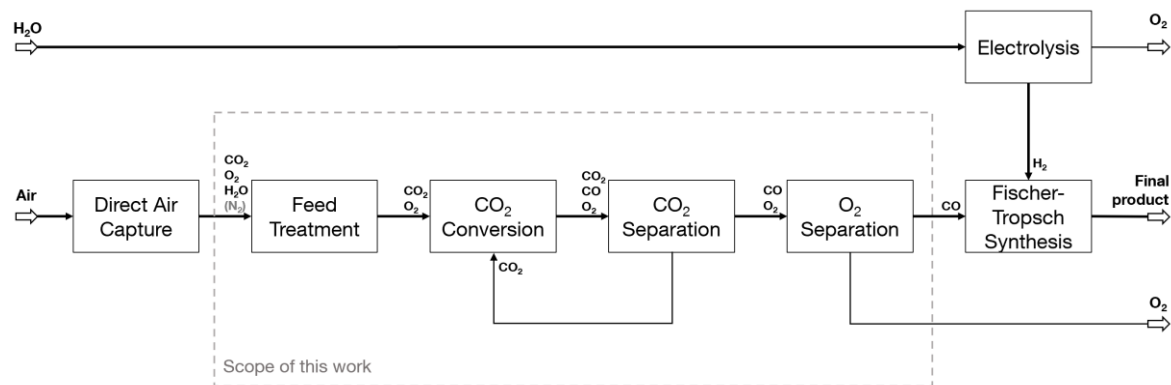 H₂O
Electrolysis
O₂
H₂
Air
Direct Air
Capture
CO₂
O₂
H₂O
(N₂)
Feed
Treatment
CO₂
O₂
CO₂
Conversion
CO₂
CO
O₂
CO₂
Separation
CO
O₂
O₂
Separation
CO
Fischer-
Tropsch
Synthesis
Final
product
CO₂
O₂
Scope of this work